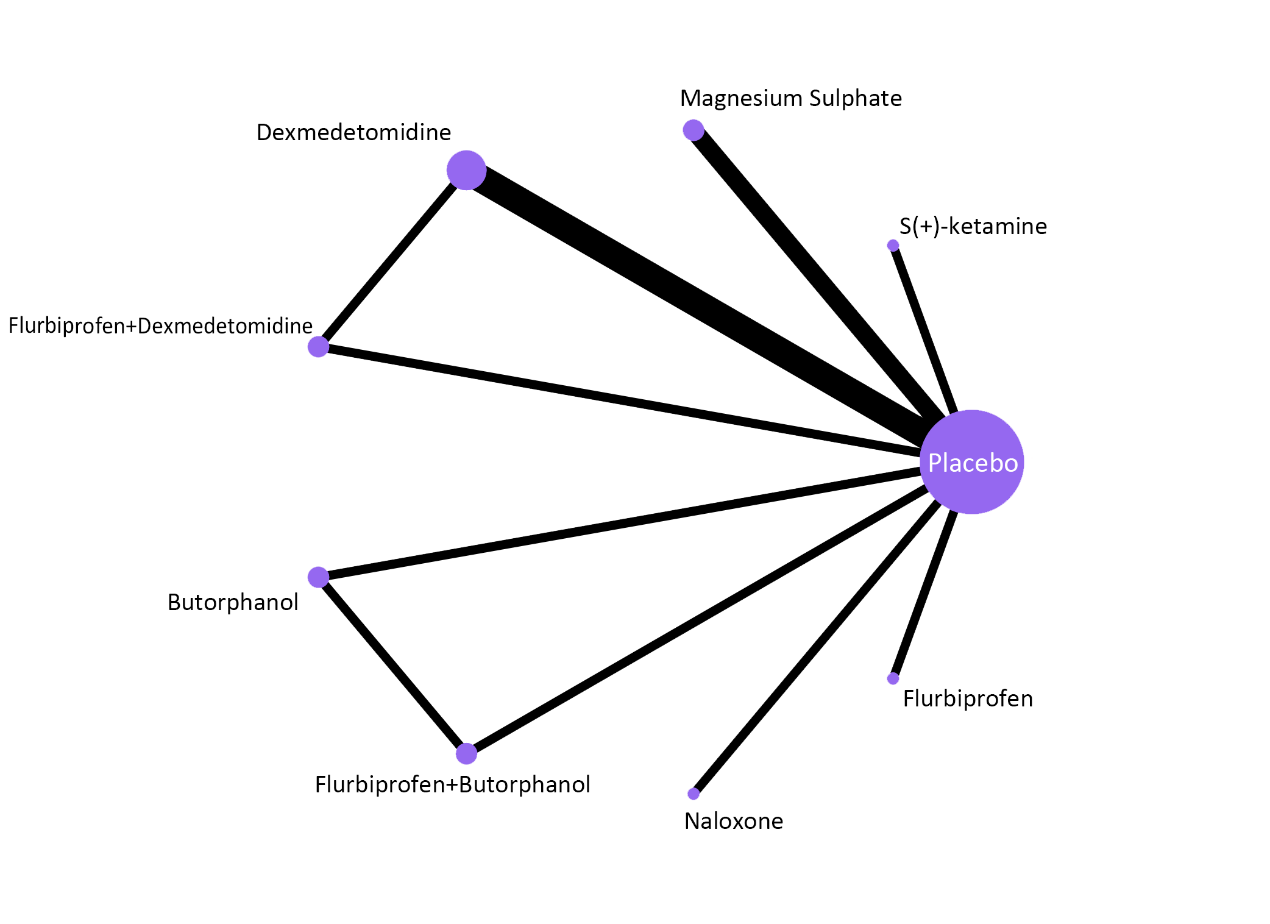 Magnesium Sulphate
Dexmedetomidine
S(+)-ketamine
Flurbiprofen+Dexmedetomidine
Placebo
Butorphanol
Flurbiprofen
Flurbiprofen+Butorphanol
Naloxone